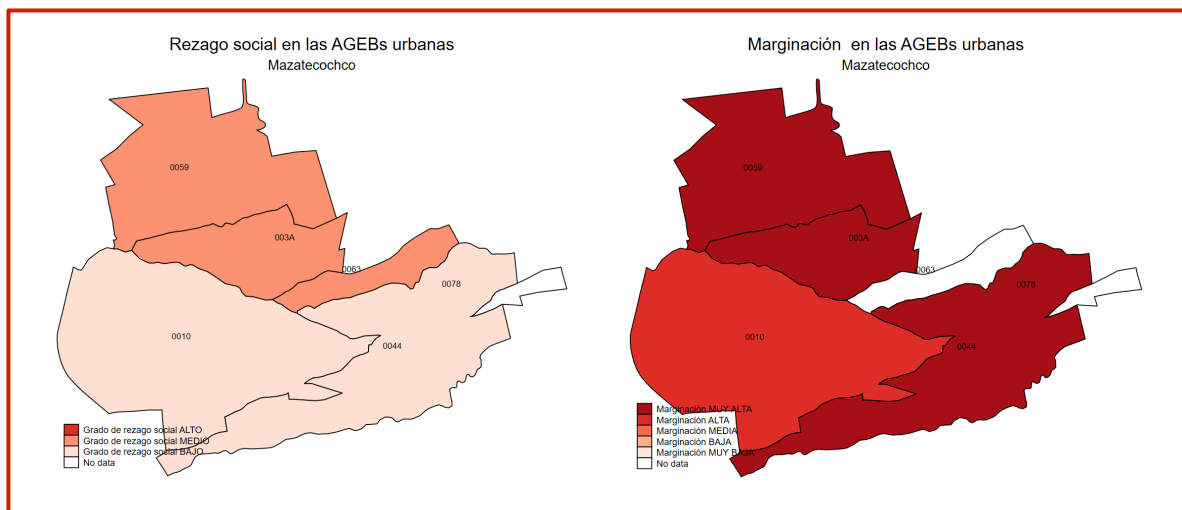 Rezago social en las AGEBs urbanas
Mazatecochco
0059
003A
0063
0078
0010
0044
Grado de rezago social ALTO
Grado de rezago social MEDIO
Grado de rezago social BAJO
No data
Marginación  en las AGEBs urbanas
Mazatecochco
0059
003A
0063
0078
0010
0044
Marginación MUY ALTA
Marginación ALTA
Marginación MEDIA
Marginación BAJA
Marginación MUY BAJA
No data